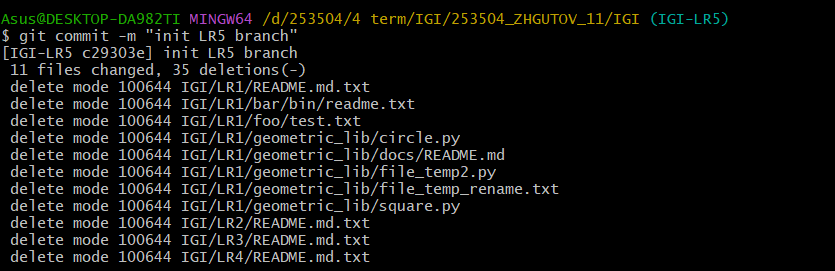 Asus@DESKTOP-DA982TI MINGW64 /d/253504/4 term/IGI/253504_ZHGUTOV_11/IGI (IGI-LR5)
$ git commit -m "init LR5 branch"
[IGI-LR5 c29303e] init LR5 branch
 11 files changed, 35 deletions(-)
 delete mode 100644 IGI/LR1/README.md.txt
 delete mode 100644 IGI/LR1/bar/bin/readme.txt
 delete mode 100644 IGI/LR1/foo/test.txt
 delete mode 100644 IGI/LR1/geometric_lib/circle.py
 delete mode 100644 IGI/LR1/geometric_lib/docs/README.md
 delete mode 100644 IGI/LR1/geometric_lib/file_temp2.py
 delete mode 100644 IGI/LR1/geometric_lib/file_temp_rename.txt
 delete mode 100644 IGI/LR1/geometric_lib/square.py
 delete mode 100644 IGI/LR2/README.md.txt
 delete mode 100644 IGI/LR3/README.md.txt
 delete mode 100644 IGI/LR4/README.md.txt